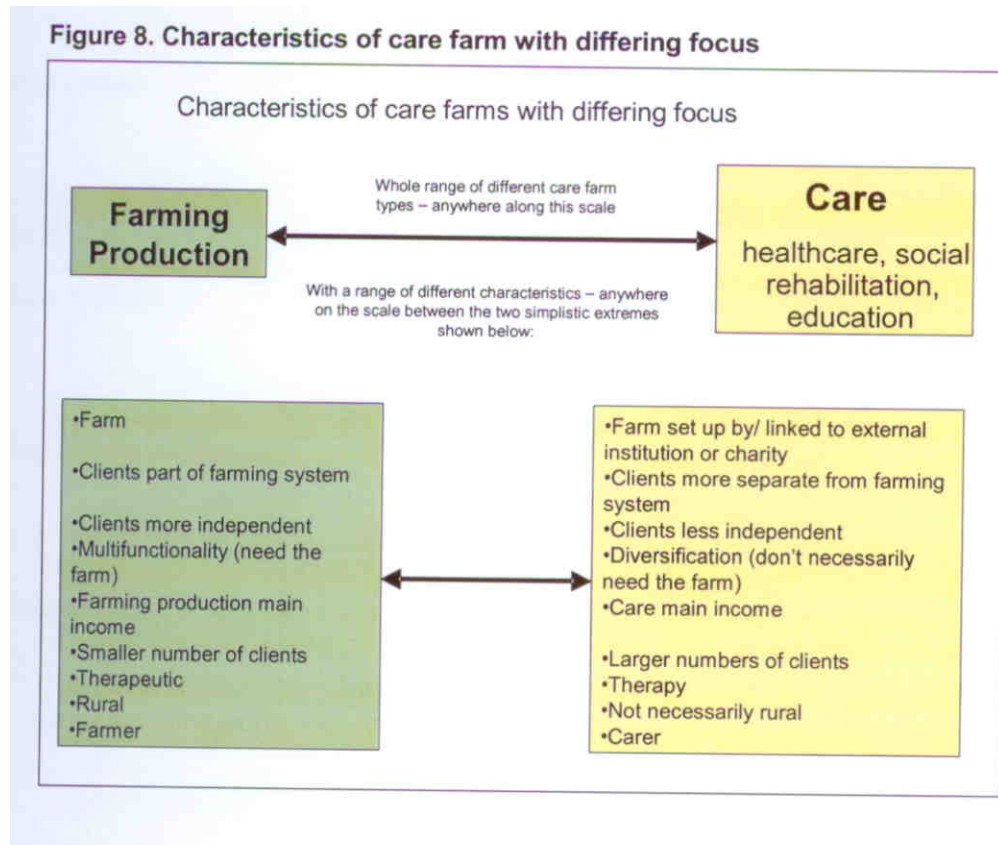 Figure 8. Characteristics of care farm with differing focus
Characteristics of care farms with differing focus
Farming
Production
Whole range of different care farm
types – anywhere along this scale
With a range of different characteristics – anywhere
on the scale between the two simplistic extremes
shown below:
Care
healthcare, social
rehabilitation,
education
•Farm
•Clients part of farming system
•Clients more independent
•Multifunctionality (need the
farm)
•Farming production main
income
•Smaller number of clients
•Therapeutic
•Rural
•Farmer
•Farm set up by/ linked to external
institution or charity
•Clients more separate from farming
system
•Clients less independent
•Diversification (don't necessarily
need the farm)
•Care main income
•Larger numbers of clients
•Therapy
•Not necessarily rural
•Carer